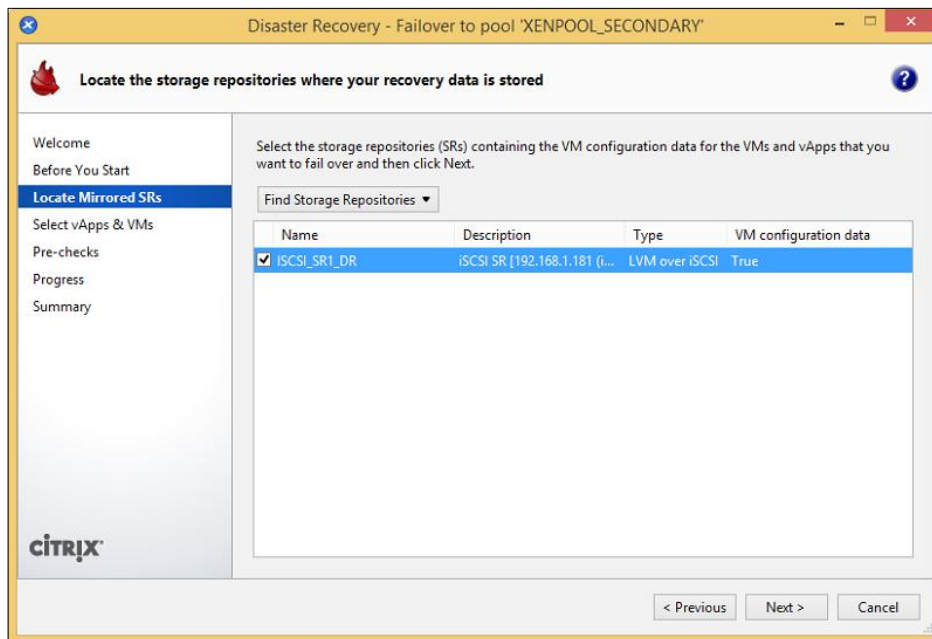 Disaster Recovery - Failover to pool 'XENPOOL_SECONDARY'
Locate the storage repositories where your recovery data is stored
Welcome
Before You Start
Locate Mirrored SRs
Select vApps & VMs
Pre-checks
Progress
Summary
CITRIX
Select the storage repositories (SRs) containing the VM configuration data for the VMs and vApps that you
want to fail over and then click Next.
Find Storage Repositories
Name Description Type VM configuration data
ISCSI_SR1_DR iSCSI SR [192.168.1.181 (i... LVM over iSCSI True
< Previous Next > Cancel